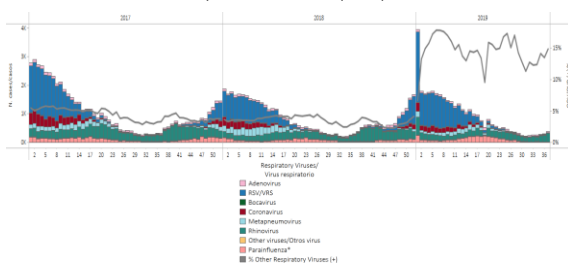 2017 2018 2019
4K
3K
2K
1K
0K
15%
10%
5%
0%
2 5 8 11 14 17 20 23 26 29 32 35 38 41 44 47 50 2 5 8 11 14 17 20 23 26 29 32 35 38 41 44 47 50 2 5 8 11 14 17 20 23 26 30 33 36
Respiratory Viruses/
Virus respiratorio
Adenovirus
RSV/VRS
Bocavirus
Coronavirus
Metapneumovirus
Rhinovirus
Other viruses/Otros virus
Parainfluenza*
% Other Respiratory Viruses (+)